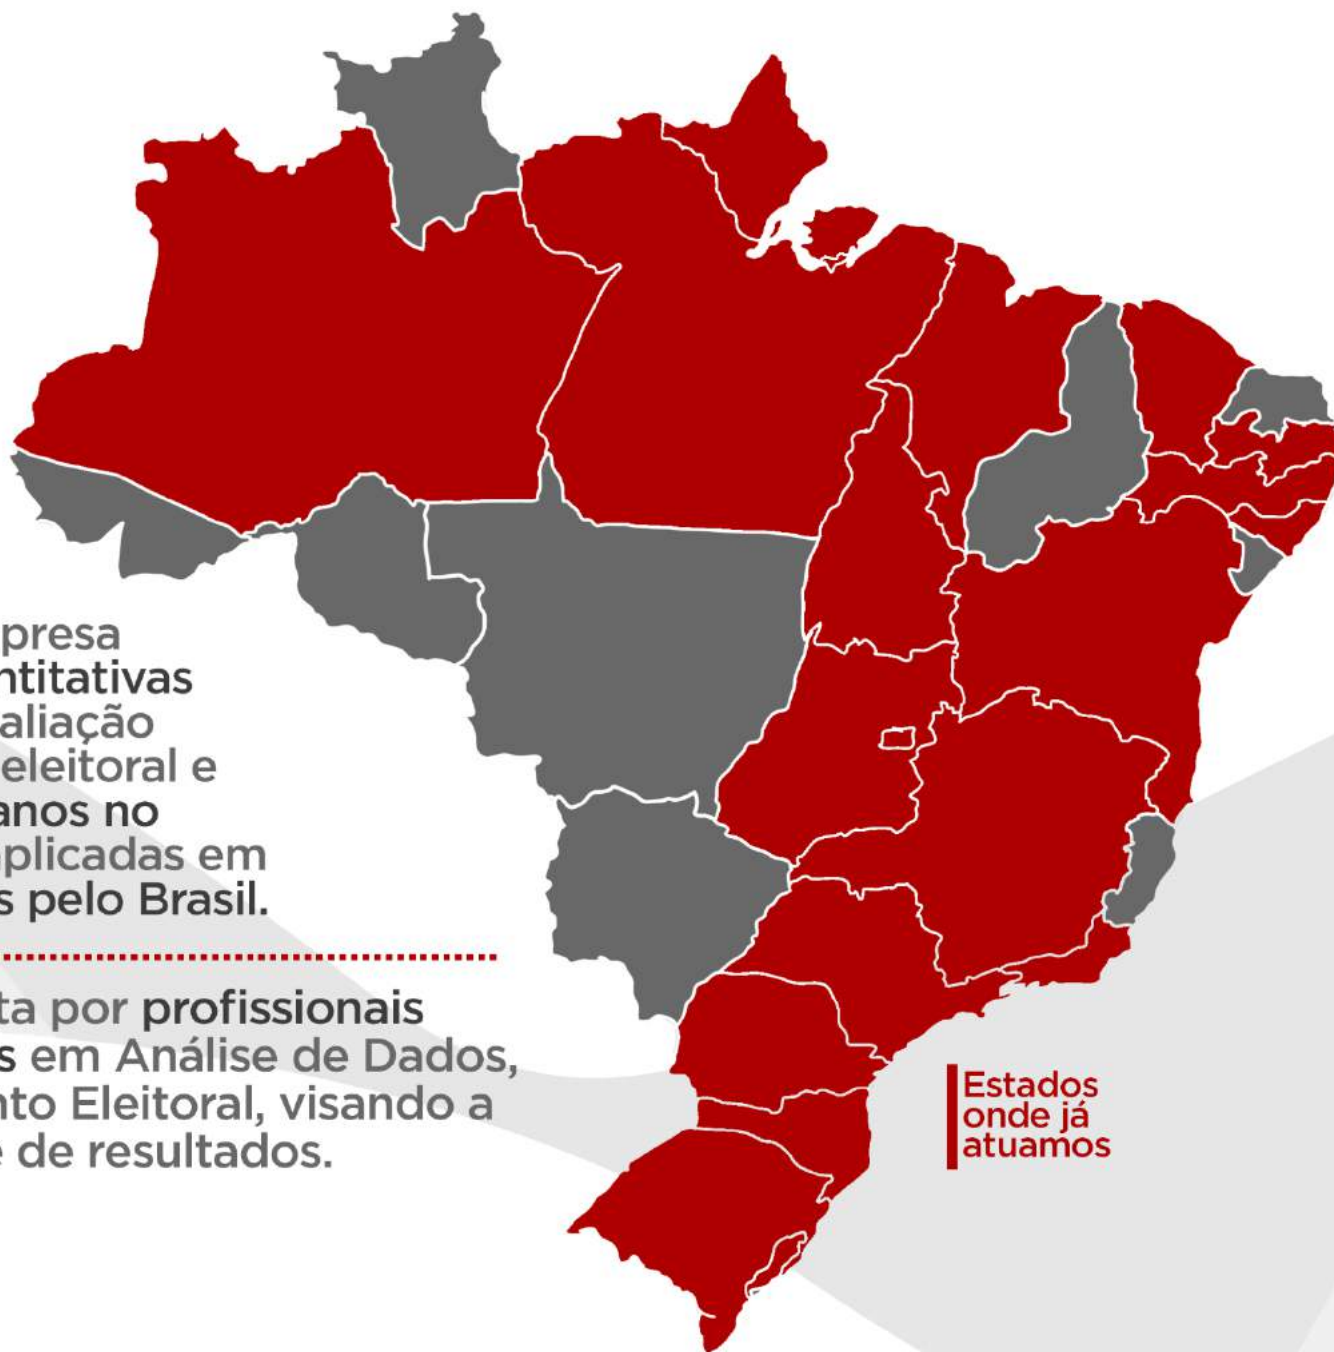 presa
ntitativas
aliação
eleitoral e
anos no
aplicadas em
s pelo Brasil.
ta por profissionais
s em Análise de Dados,
nto Eleitoral, visando a
e de resultados.
Estados
onde já
atuamos